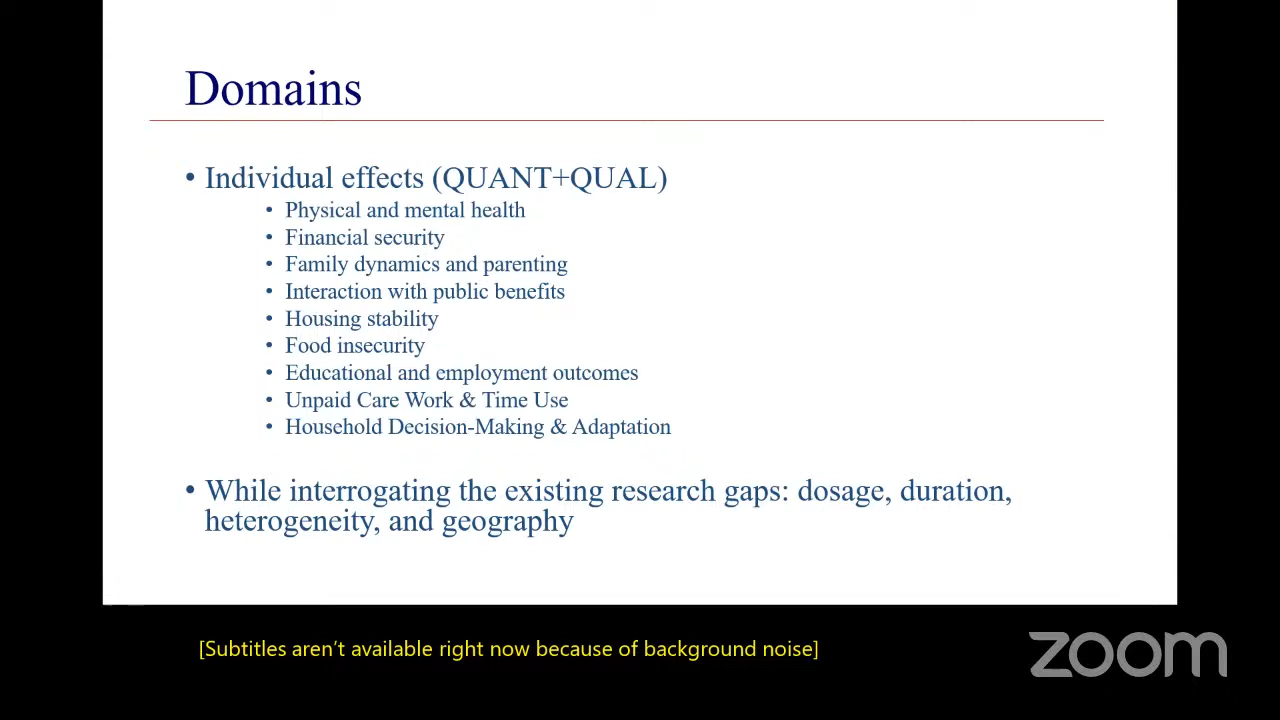 Domains
• Individual effects (QUANT+QUAL)
• Physical and mental health
• Financial security
• Family dynamics and parenting
• Interaction with public benefits
• Housing stability
• Food insecurity
• Educational and employment outcomes
• Unpaid Care Work & Time Use
• Household Decision-Making & Adaptation
• While interrogating the existing research gaps: dosage, duration,
heterogeneity, and geography
[Subtitles aren’t available right now because of background noise]
zoom